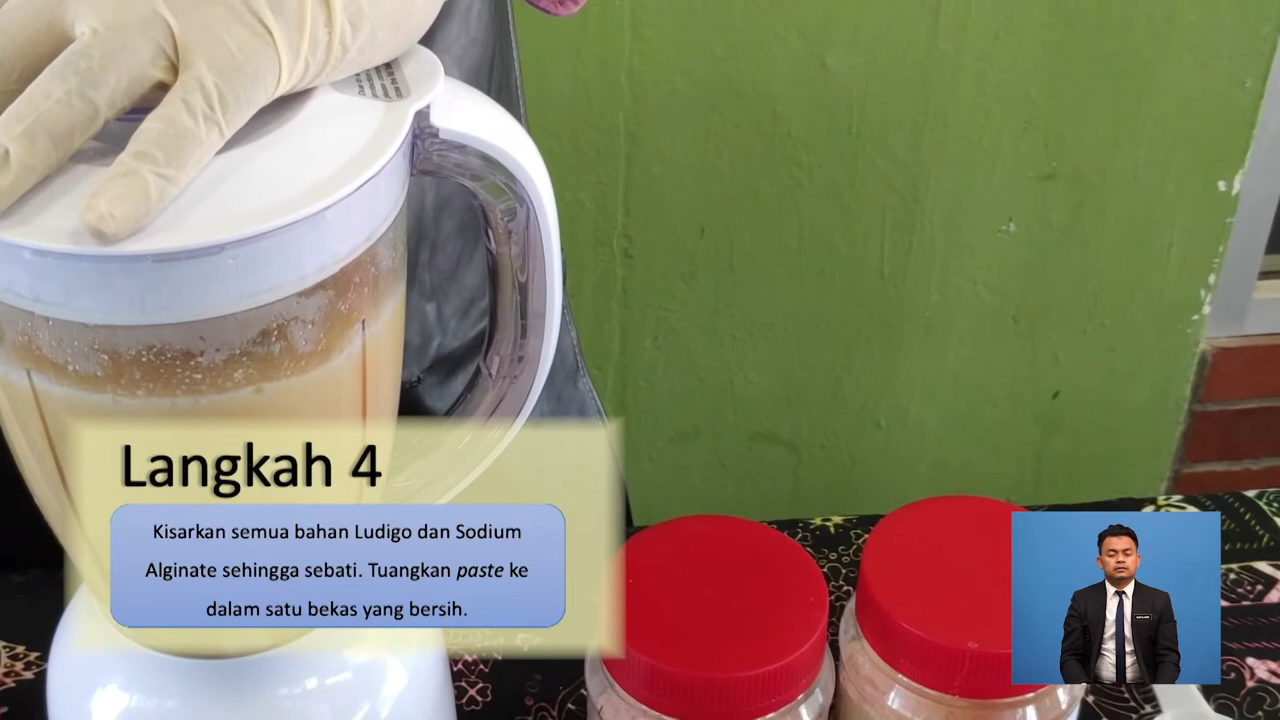 Langkah 4
Kisarkan semua bahan Ludigo dan Sodium
Alginate sehingga sebati. Tuangkan paste ke
dalam satu bekas yang bersih.